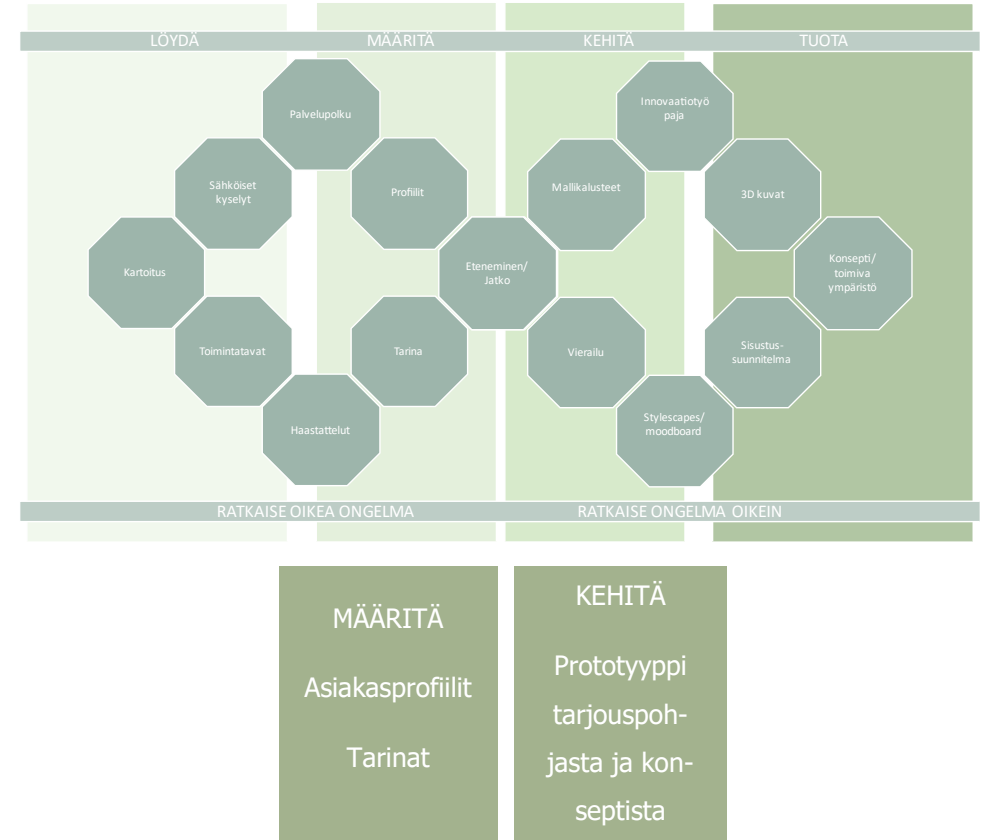 LÖYDÄ
MÄÄRITÄ
KEHITÄ
TUOTA
Palvelupolku
Innovaatiotyö
paja
Sähköiset
kyselyt
Profiilit
Mallikalusteet
3D kuvat
Kartoitus
Eteneminen/
Jatko
Konsepti/
toimiva
ympäristö
Toimintatavat
Tarina
Vierailu
Sisustus-
suunnitelma
Haastattelut
Stylescapes/
moodboard
RATKAISE OIKEA ONGELMA
RATKAISE ONGELMA OIKEIN
MÄÄRITÄ
Asiakasprofiilit
Tarinat
KEHITÄ
Prototyyppi
tarjouspoh-
jasta ja kon-
septista